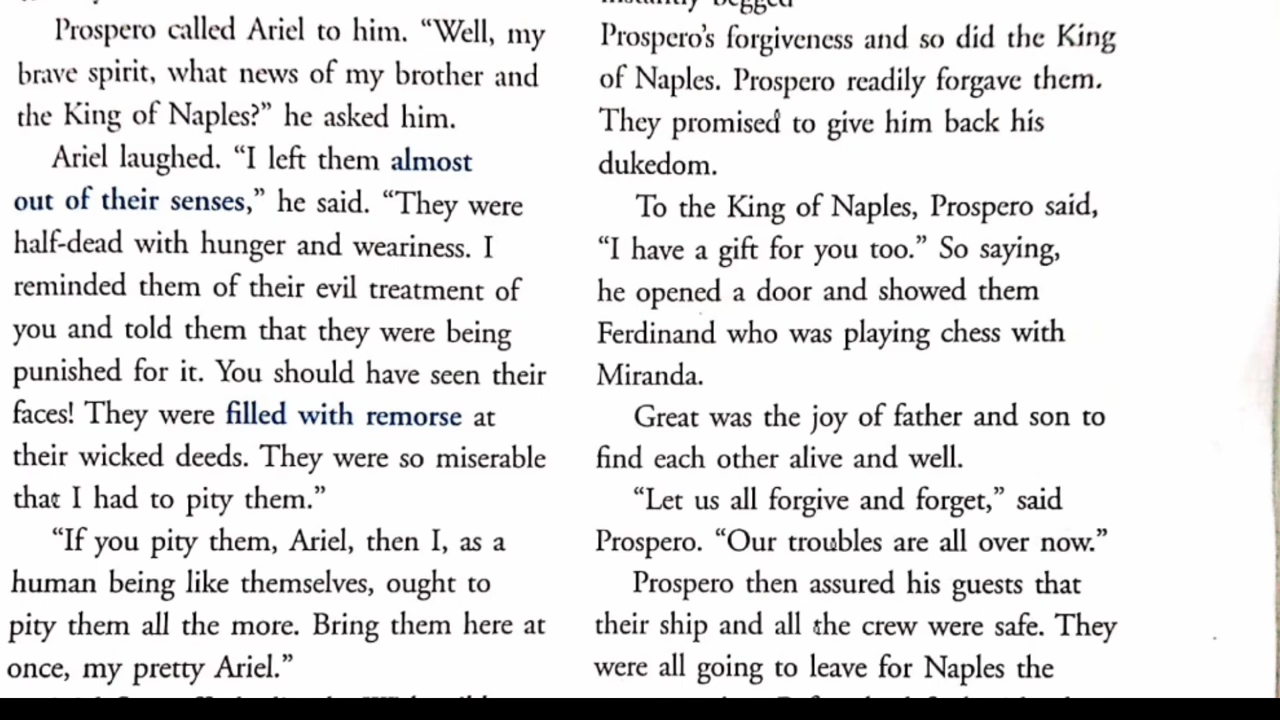 Prospero called Ariel to him. “Well, my
brave spirit, what news of my brother and
the King of Naples?” he asked him.
Ariel laughed. “I left them almost
out of their senses,” he said. “They were
half-dead with hunger and weariness. I
reminded them of their evil treatment of
you and told them that they were being
punished for it. You should have seen their
faces! They were filled with remorse at
their wicked deeds. They were so miserable
that I had to pity them.”
“If you pity them, Ariel, then I, as a
human being like themselves, ought to
pity them all the more. Bring them here at
once, my pretty Ariel.”
instantly begged
Prospero’s forgiveness and so did the King
of Naples. Prospero readily forgave them.
They promised to give him back his
dukedom.
To the King of Naples, Prospero said,
“I have a gift for you too.” So saying,
he opened a door and showed them
Ferdinand who was playing chess with
Miranda.
Great was the joy of father and son to
find each other alive and well.
“Let us all forgive and forget,” said
Prospero. “Our troubles are all over now.”
Prospero then assured his guests that
their ship and all the crew were safe. They
were all going to leave for Naples the